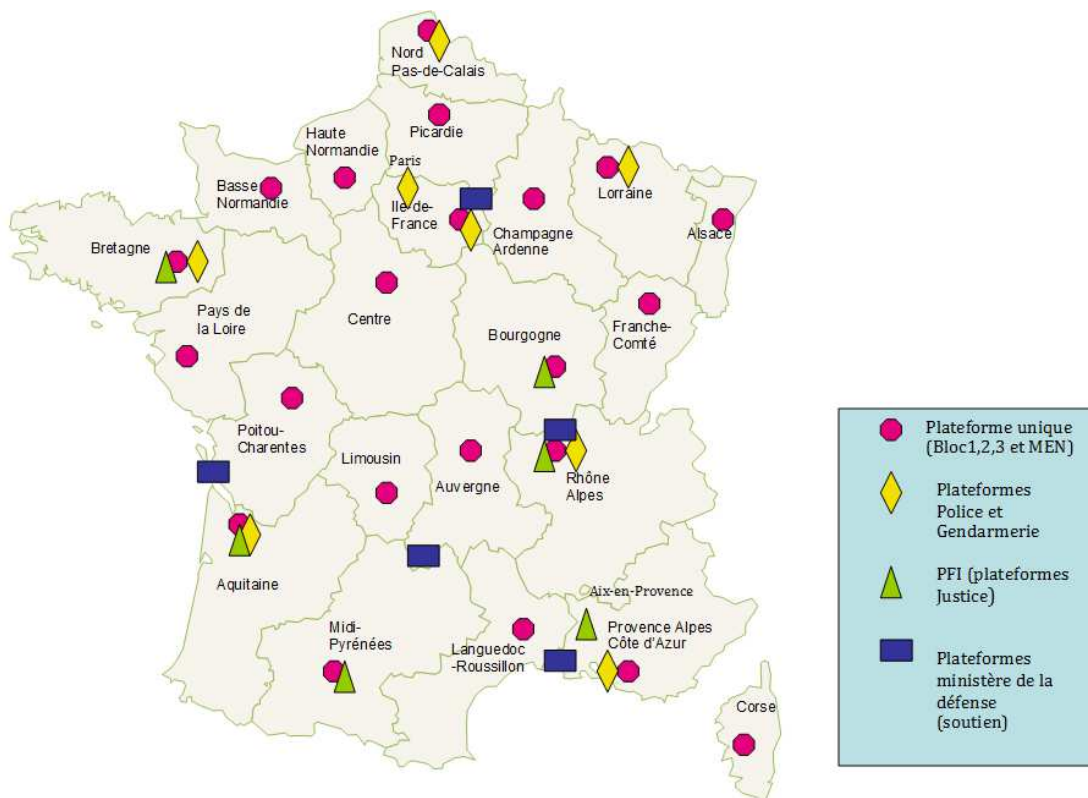 Nord
Pas-de-Calais
Picardie
Haute
Normandie
Paris
Basse
Normandie
Ile-de-
France
Champagne
Ardenne
Lorraine
Alsace
Bretagne
Pays de
la Loire
Centre
Bourgogne
Franche-
Comté
Poitou-
Charentes
Limousin
Auvergne
Rhône
Alpes
Aquitaine
Midi-
Pyrénées
Languedoc
-Roussillon
Aix-en-Provence
Provence Alpes
Côte d'Azur
Corse
Plateforme unique
(Bloc1,2,3 et MEN)
Plateformes
Police et
Gendarmerie
PFI (plateformes
Justice)
Plateformes
ministère de la
défense
(soutien)